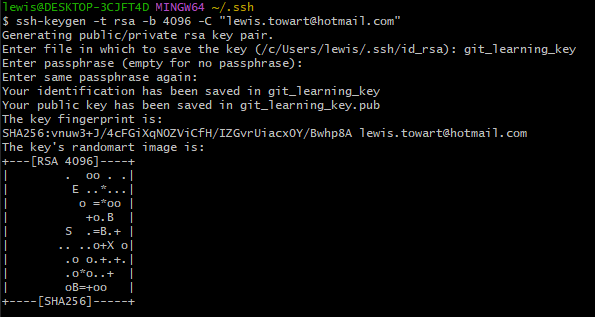 lewis@DESKTOP-3CJFT4D MINGW64 ~/.ssh
$ ssh-keygen -t rsa -b 4096 -C "lewis.towart@hotmail.com"
Generating public/private rsa key pair.
Enter file in which to save the key (/c/Users/lewis/.ssh/id_rsa): git_learning_key
Enter passphrase (empty for no passphrase):
Enter same passphrase again:
Your identification has been saved in git_learning_key
Your public key has been saved in git_learning_key.pub
The key fingerprint is:
SHA256:vnuw3+J/4cFGiXqNOZViCfH/IZGvrUiacxOY/Bwhp8A lewis.towart@hotmail.com
The key's randomart image is:
+---[RSA 4096]----+
|        .  oo . .|
|         E ..*...|
|          o =*oo |
|           +o.B  |
|        S  .=B.+ |
|       .. ..o+X o|
|        .o o.+.+.|
|        .o*o..+  |
|        oB=+oo   |
+----[SHA256]-----+